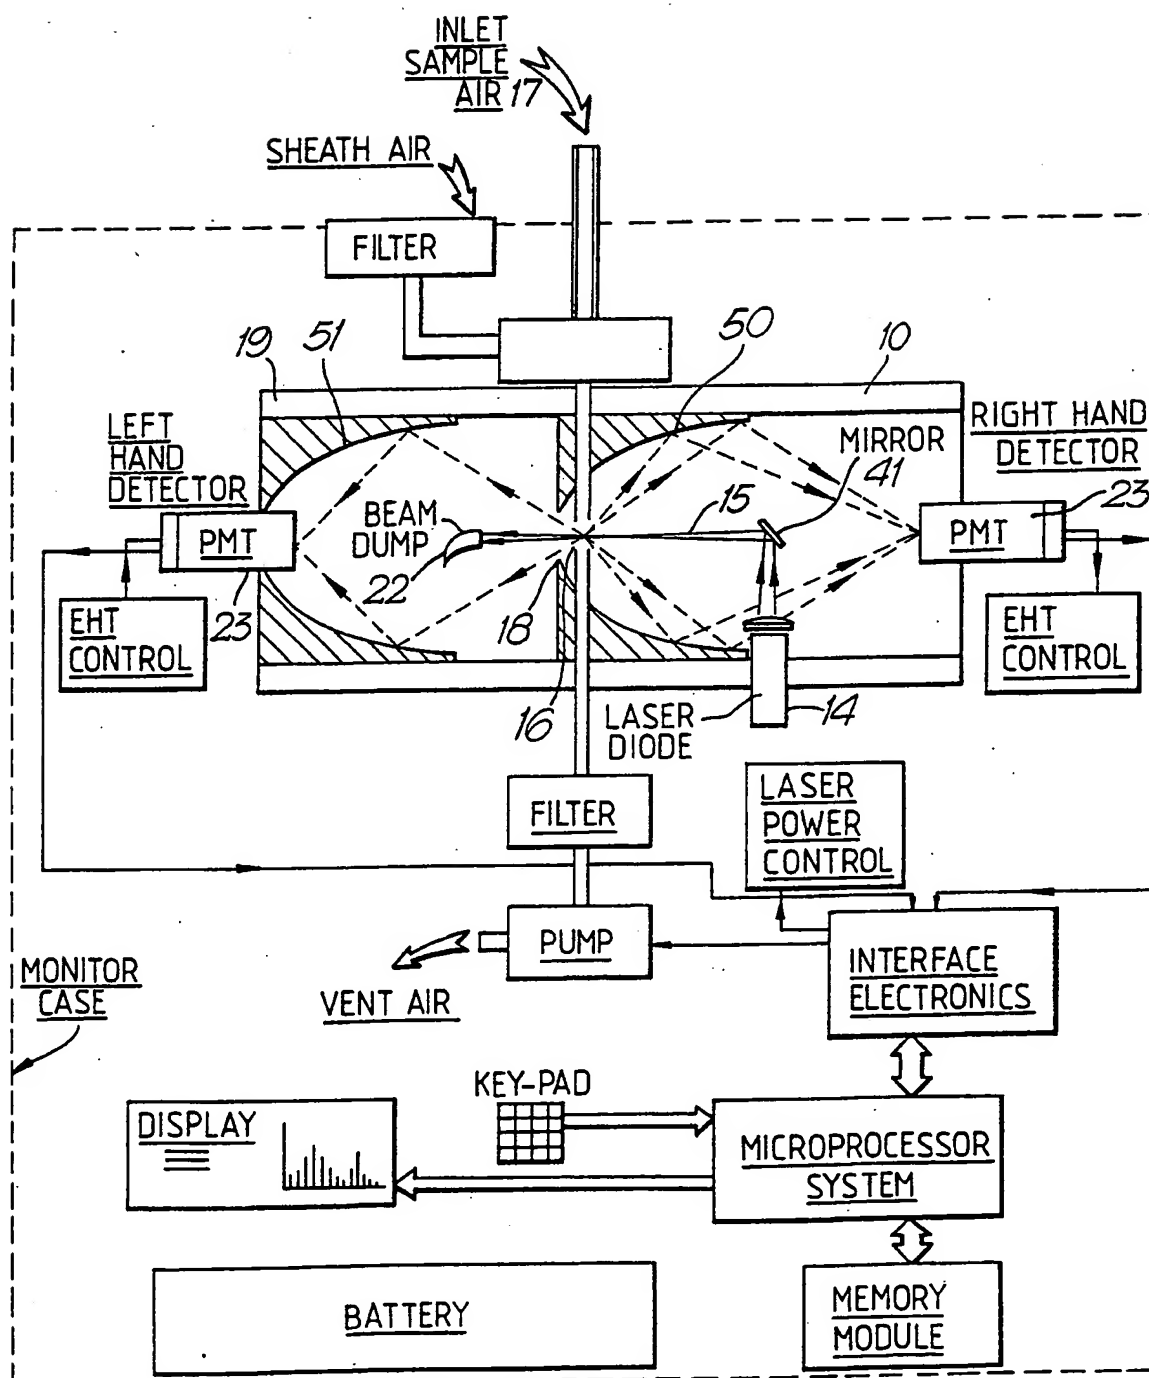 INLET
SAMPLE
AIR 17
SHEATH AIR
FILTER
19
51
50
10
LEFT
HAND
DETECTOR
RIGHT HAND
DETECTOR
MIRROR
41
15
23
BEAM
DUMP
22
PMT
PMT
18
23
EHT
CONTROL
EHT
CONTROL
16
LASER
DIODE
14
FILTER
LASER
POWER
CONTROL
PUMP
INTERFACE
ELECTRONICS
MONITOR
CASE
VENT AIR
KEY-PAD
DISPLAY
MICROPROCESSOR
SYSTEM
BATTERY
MEMORY
MODULE